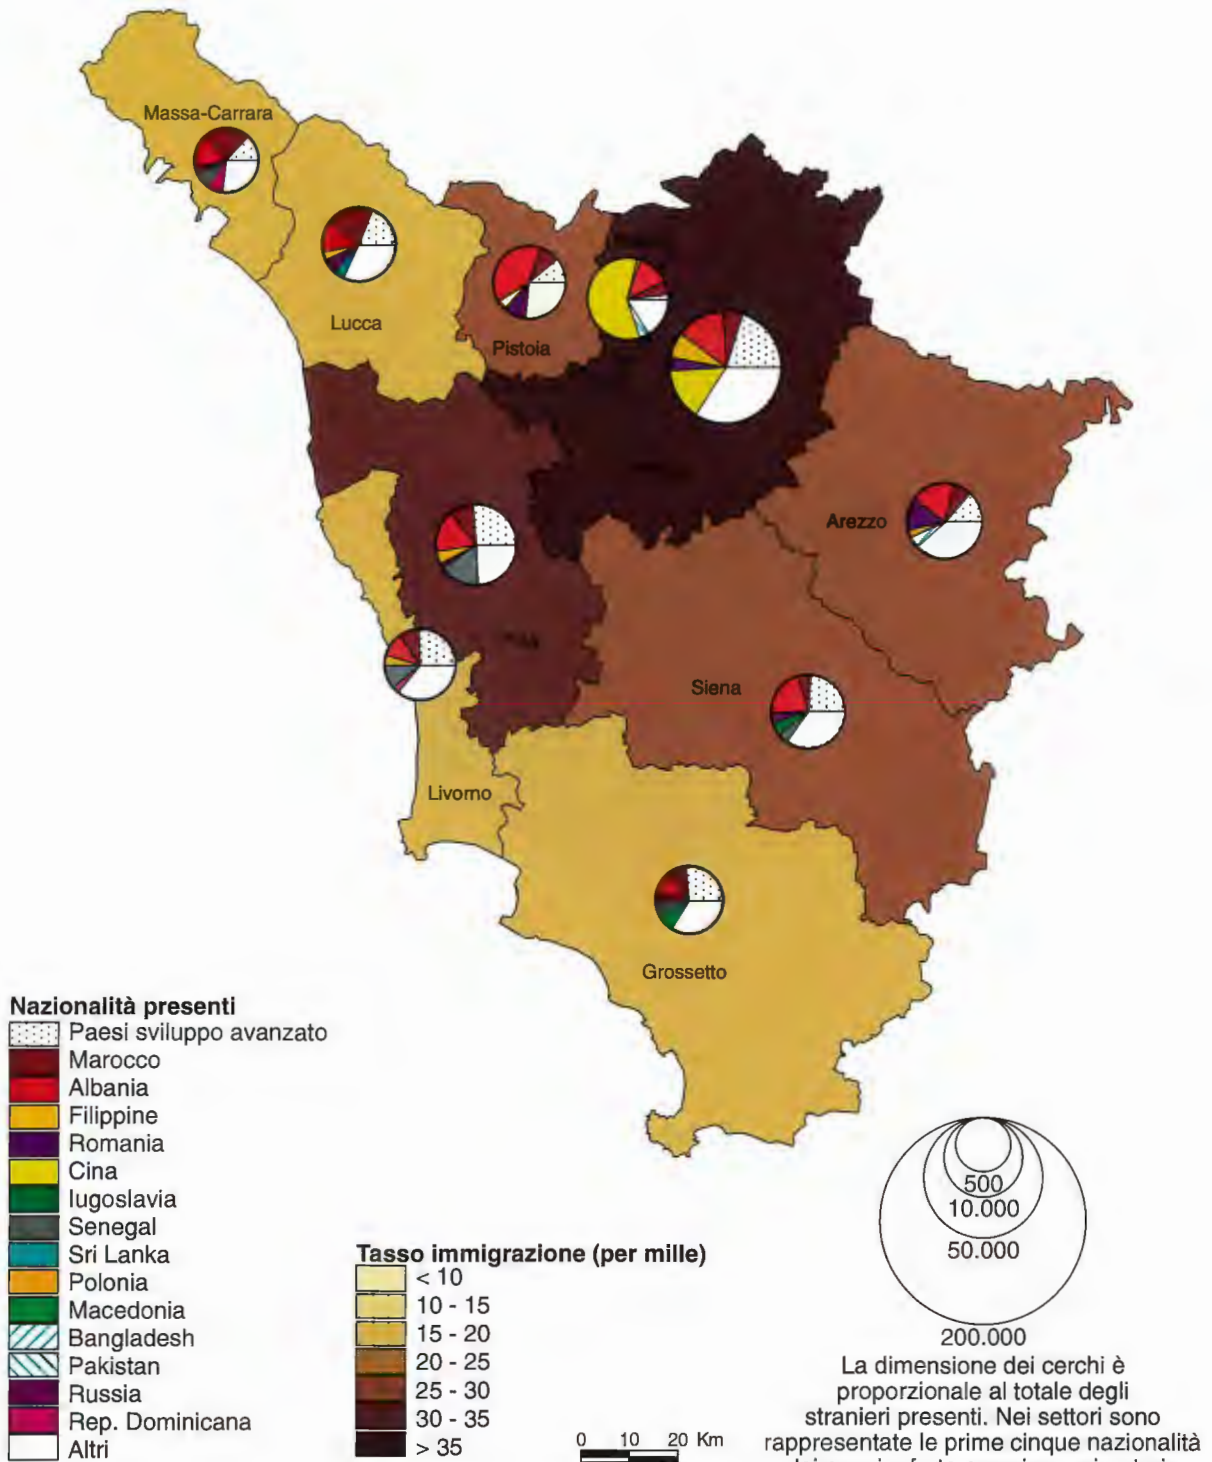 Massa-Carrara
Lucca
Pistoia
Arezzo
Siena
Livorno
Grossetto
Nazionalità presenti
Paesi sviluppo avanzato
Marocco
Albania
Filippine
Romania
Cina
Iugoslavia
Senegal
Sri Lanka
Polonia
Macedonia
Bangladesh
Pakistan
Russia
Rep. Dominicana
Altri
Tasso immigrazione (per mille)
< 10
10 - 15
15 - 20
20 - 25
25 - 30
30 - 35
> 35
0 10 20 Km
500
10.000
50.000
200.000
La dimensione dei cerchi è
proporzionale al totale degli
stranieri presenti. Nei settori sono
rappresentate le prime cinque nazionalità